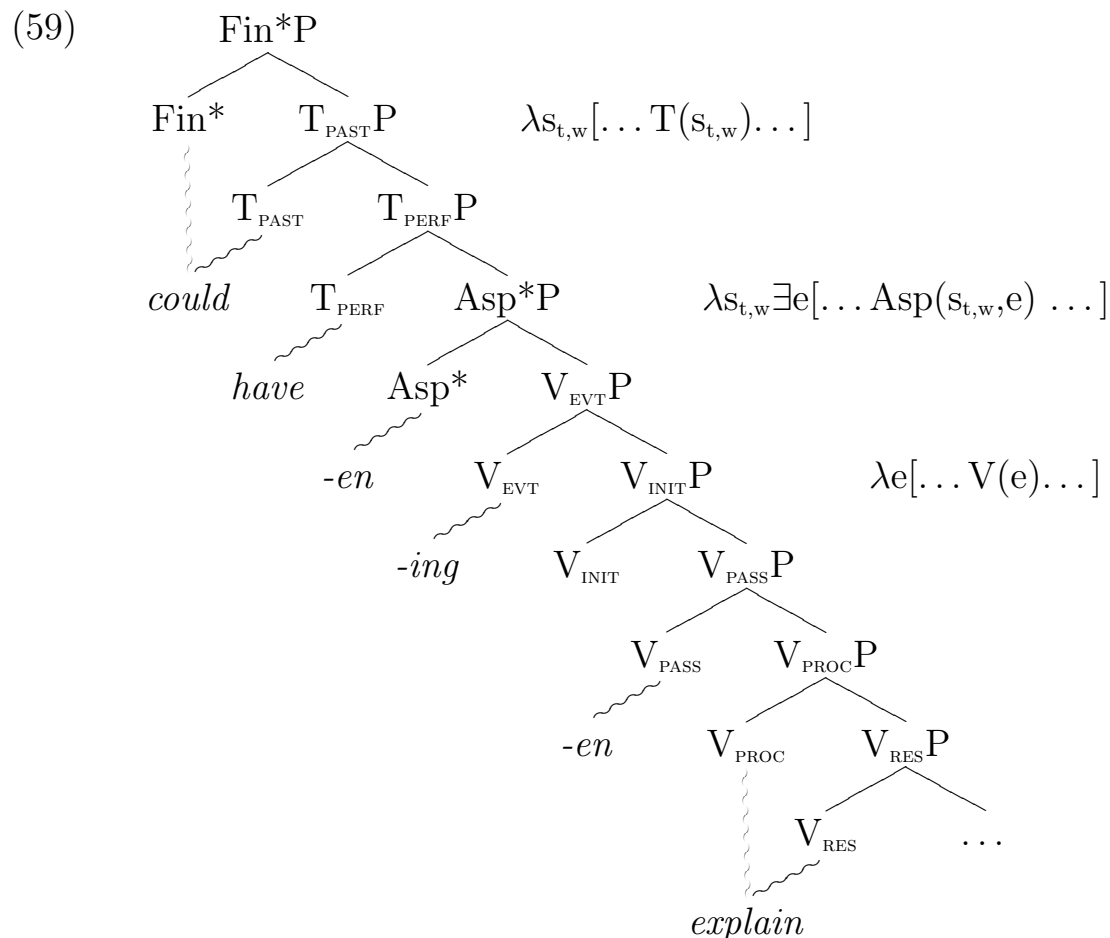 (59) Fin*P
Fin* T_PAST P λs_t,w[… T(s_t,w)…]
T_PAST T_PERF P
could T_PERF Asp*P λs_t,w∃e[… Asp(s_t,w,e) …]
have Asp* V_EVT P
-en V_EVT V_INIT P λe[… V(e)…]
-ing V_INIT V_PASS P
V_PASS V_PROC P
-en V_PROC V_RES P
V_RES …
explain